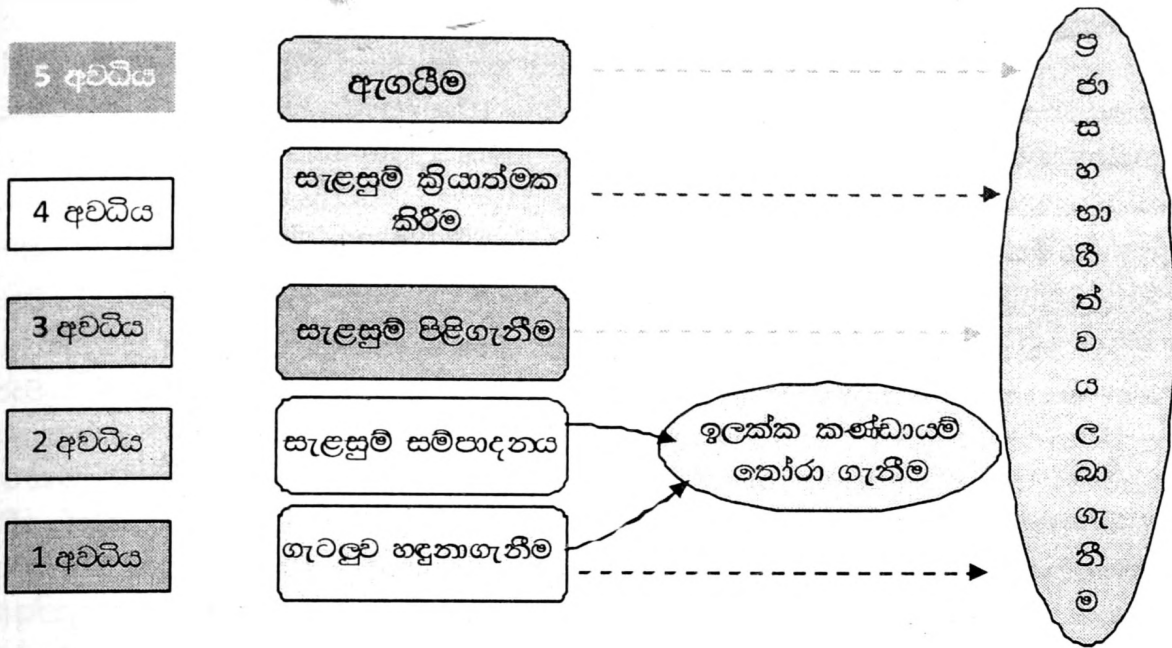 5 අවධිය
ඇගයීම
4 අවධිය
සැළසුම් ක්‍රියාත්මක
කිරීම
3 අවධිය
සැළසුම් පිළිගැනීම
2 අවධිය
සැළසුම් සම්පාදනය
ඉලක්ක කණ්ඩායම්
තෝරා ගැනීම
1 අවධිය
ගැටලුව හඳුනාගැනීම
ප්‍ර
ජා
ස
හ
භා
ගී
ත්
ව
ය
ල
බා
ගැ
නී
ම